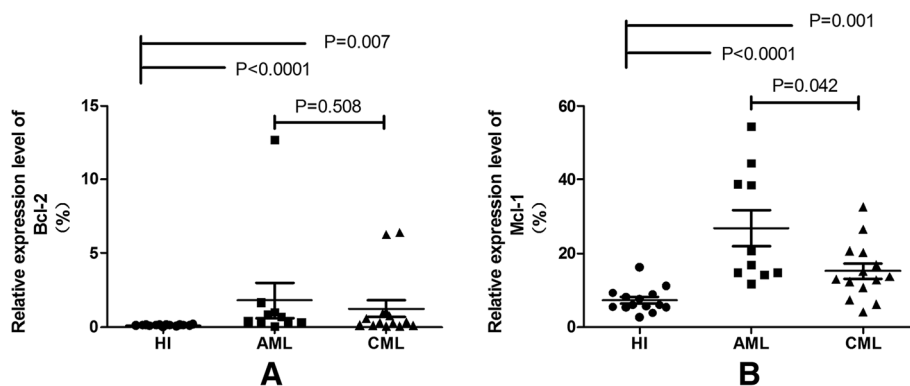 P=0.007
P<0.0001
P=0.508
Relative expression level of
Bcl-2
(%)
15
10
5
0
HI
AML
CML
A
P=0.001
P<0.0001
P=0.042
Relative expression level of
Mcl-1
(%)
60
40
20
0
HI
AML
CML
B